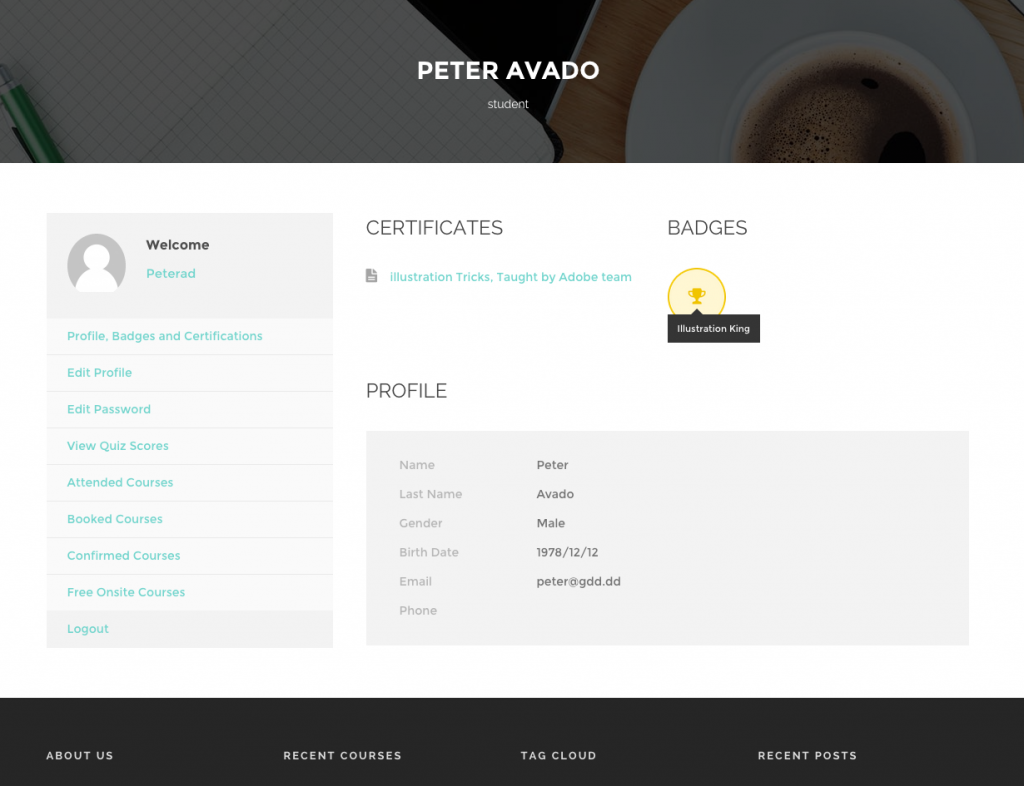 PETER AVADO
student
Welcome
Peterad
Profile, Badges and Certifications
Edit Profile
Edit Password
View Quiz Scores
Attended Courses
Booked Courses
Confirmed Courses
Free Onsite Courses
Logout
CERTIFICATES
illustration Tricks, Taught by Adobe team
BADGES
Illustration King
PROFILE
Name Peter
Last Name Avado
Gender Male
Birth Date 1978/12/12
Email peter@gdd.dd
Phone
ABOUT US
RECENT COURSES
TAG CLOUD
RECENT POSTS